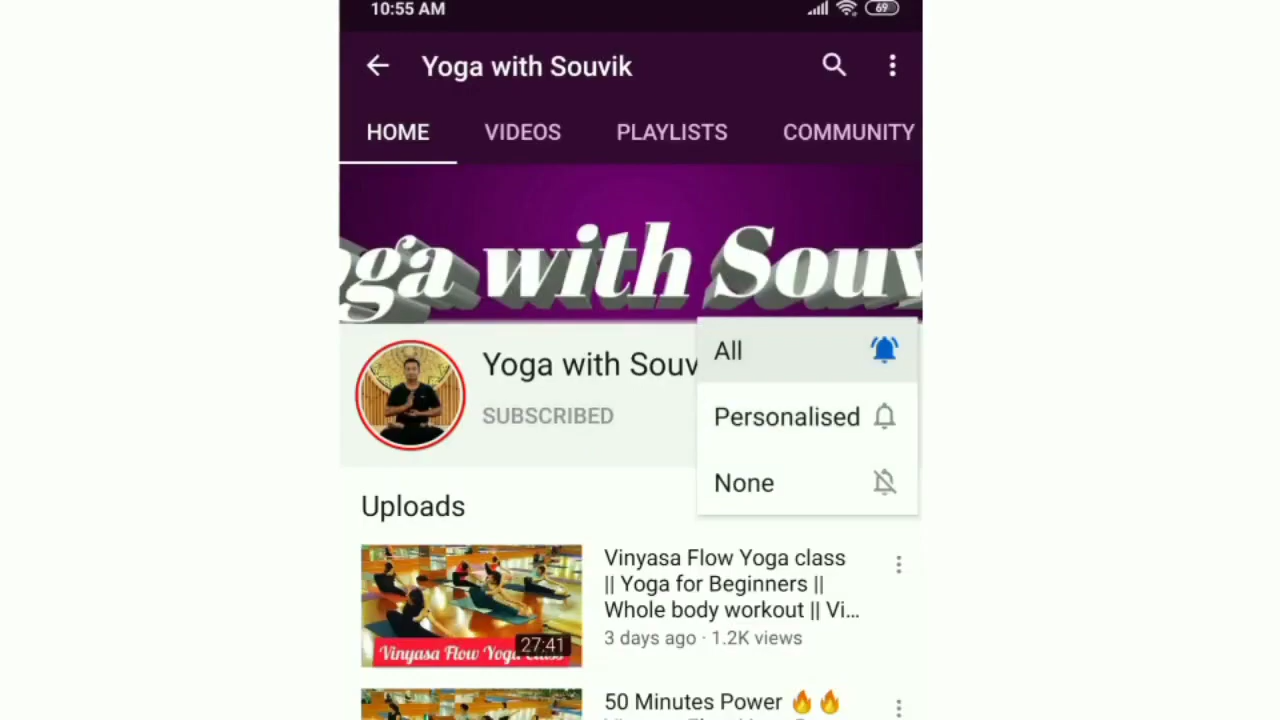 10:55 AM
69
Yoga with Souvik
HOME VIDEOS PLAYLISTS COMMUNITY
oga with Souv
Yoga with Souv
SUBSCRIBED
All
Personalised
None
Uploads
Vinyasa Flow Yoga class
|| Yoga for Beginners ||
Whole body workout || Vi...
3 days ago · 1.2K views
27:41
Vinyasa Flow Yoga Class
50 Minutes Power 🔥🔥